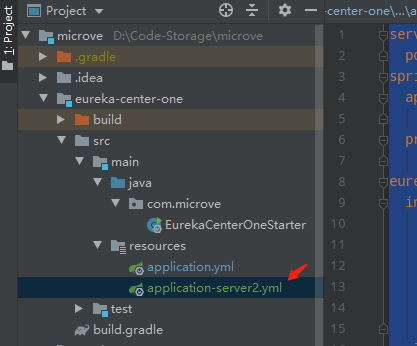 1: Project
Project
-center-one\...\a
microve D:\Code-Storage\microve
.gradle
.idea
eureka-center-one
build
src
main
java
com.microve
EurekaCenterOneStarter
resources
application.yml
application-server2.yml
test
build.gradle
1 serv
2 po
3 spri
4 ap
5
6
7 pr
8
9 eure
9 in
10
11
12
13
14
15
16